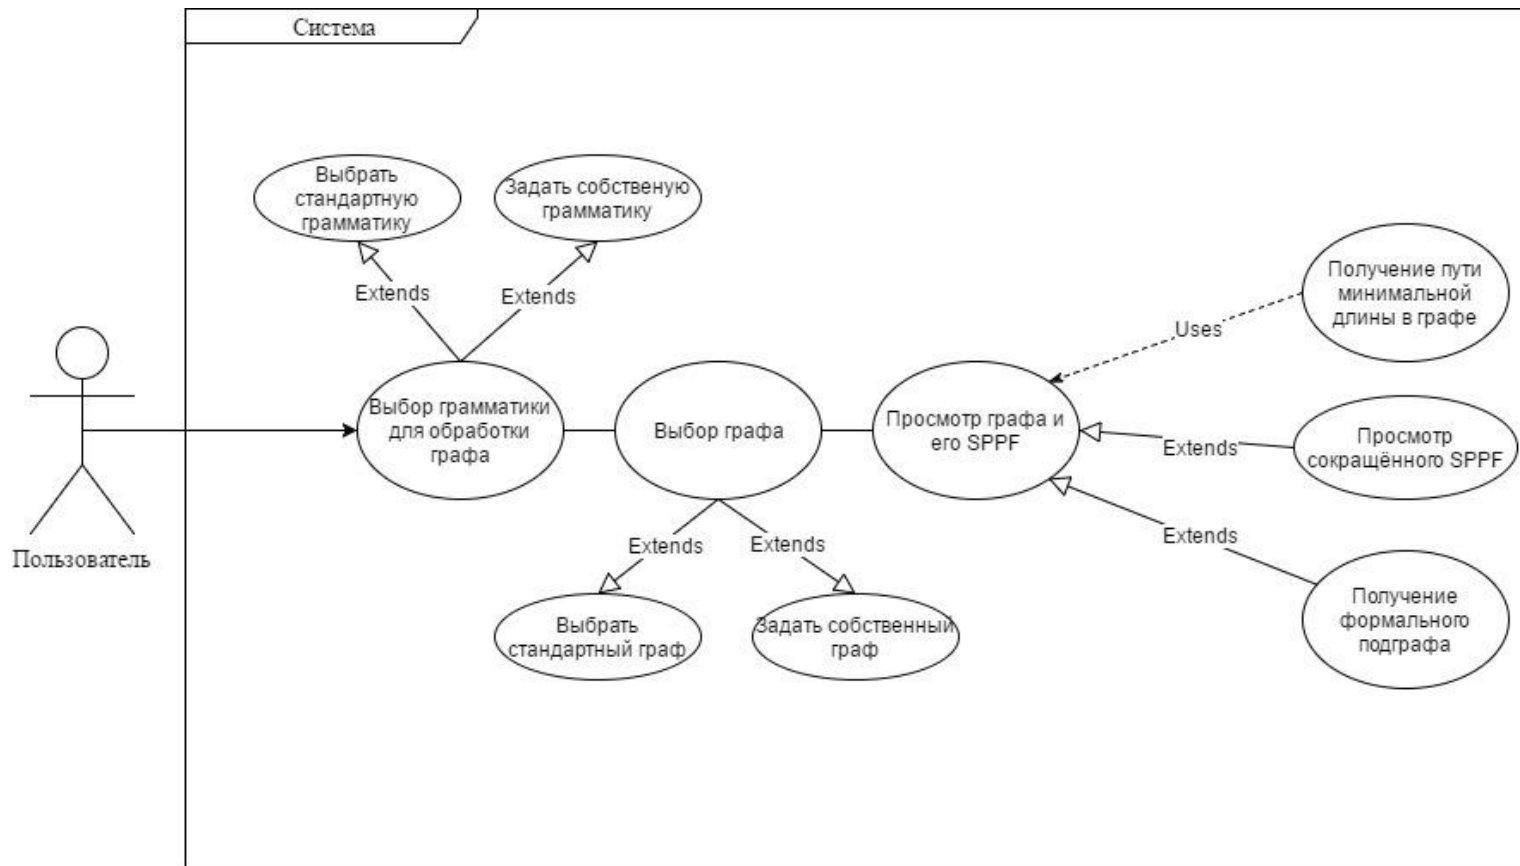 Система
Выбрать
стандартную
грамматику
Задать собственую
грамматику
Extends
Extends
Получение пути
минимальной
длины в графе
Uses
Пользователь
Выбор грамматики
для обработки
графа
Выбор графа
Просмотр графа и
его SPPF
Extends
Просмотр
сокращённого SPPF
Extends
Extends
Extends
Выбрать
стандартный граф
Задать собственный
граф
Получение
формального
подграфа